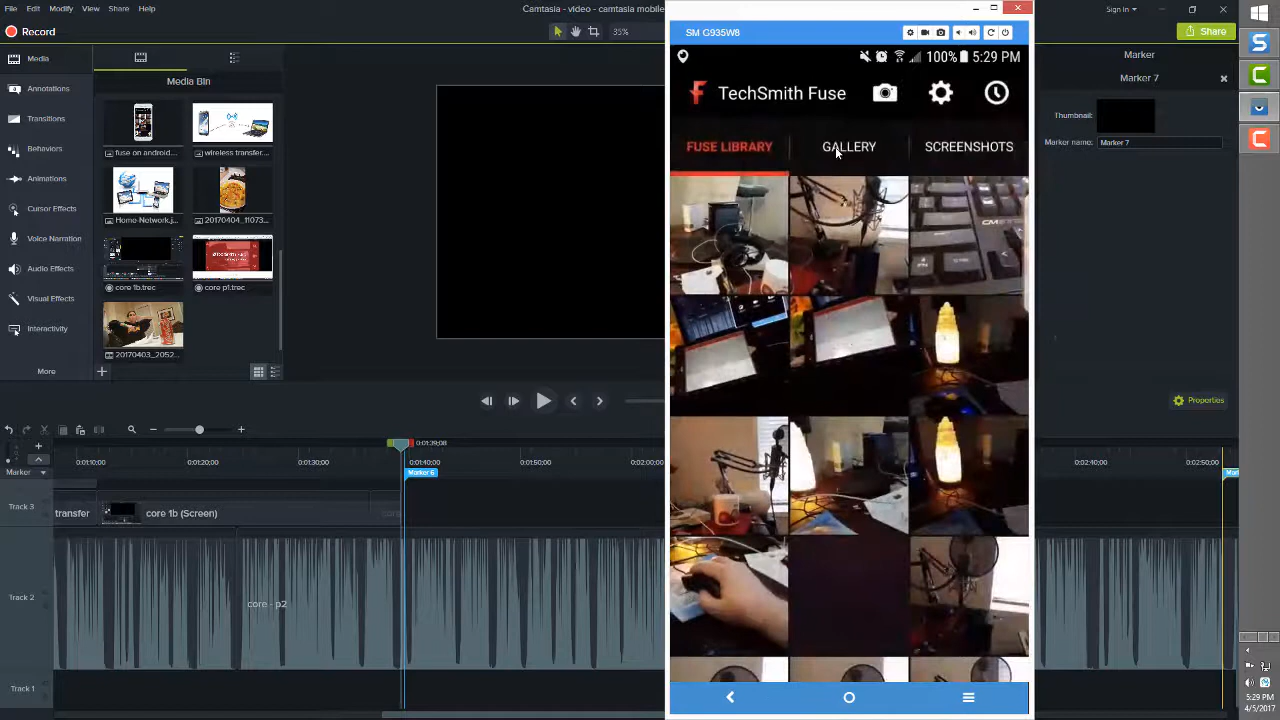 File Edit Modify View Share Help
Camtasia - video - camtasia mobile
Sign In
Record
33%
Share
Media
Annotations
Transitions
Behaviors
Animations
Cursor Effects
Voice Narration
Audio Effects
Visual Effects
Interactivity
More
Media Bin
fuse on android...
wireless transfer...
Home-Network.j...
20170404_11073...
core 1b.trec
core p1.trec
20170403_2052...
SM G935W8
100% 5:29 PM
TechSmith Fuse
FUSE LIBRARY
GALLERY
SCREENSHOTS
Marker
Marker 7
Thumbnail:
Marker name: Marker 7
Properties
0:01:39;08
Marker
0:01:10;00
0:01:20;00
0:01:30;00
0:01:40;00
0:01:50;00
0:02:00;00
0:02:40;00
0:02:50;00
Marker 6
Track 3
transfer
core 1b (Screen)
Track 2
core - p2
Track 1
5:29 PM
4/5/2017